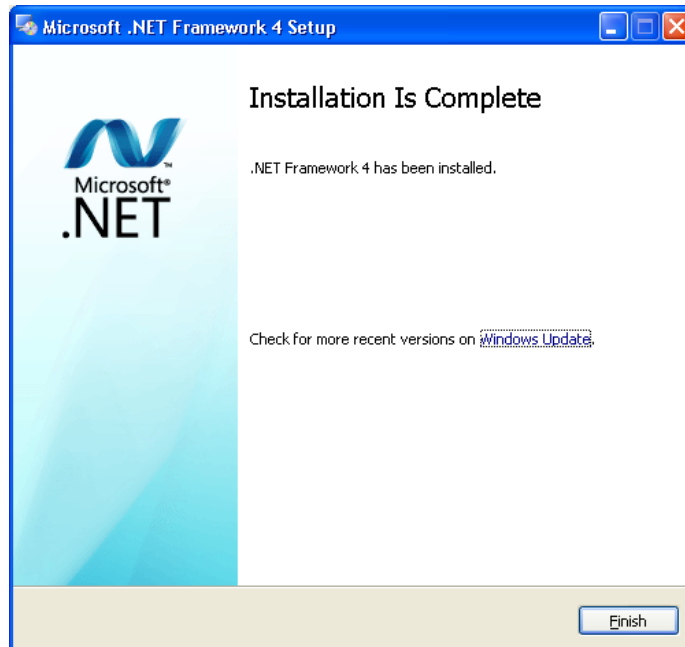 Microsoft .NET Framework 4 Setup
Installation Is Complete
Microsoft®
.NET
™
.NET Framework 4 has been installed.
Check for more recent versions on Windows Update.
Finish